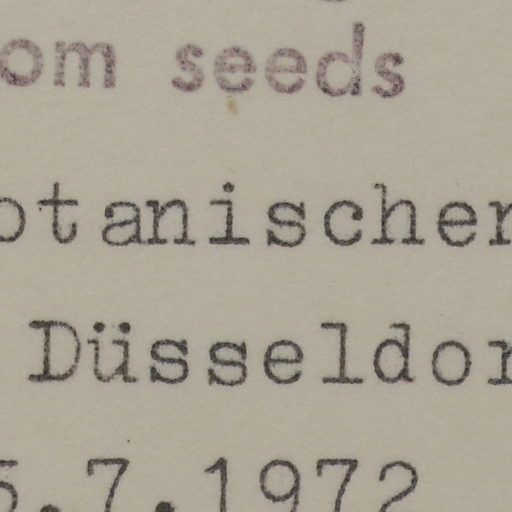 om seeds
otanischer
Düsseldor
5.7.1972